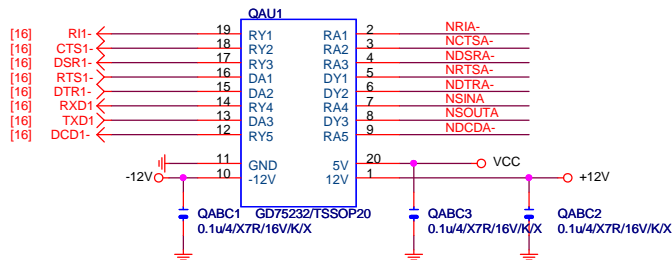 QAU1
[16] RI1- 19 RY1 RA1 2 NRIA-
[16] CTS1- 18 RY2 RA2 3 NCTSA-
[16] DSR1- 17 RY3 RA3 4 NDSRA-
[16] RTS1- 16 DA1 DY1 5 NRTSA-
[16] DTR1- 15 DA2 DY2 6 NDTRA-
[16] RXD1 14 RY4 RA4 7 NSINA
[16] TXD1 13 DA3 DY3 8 NSOUTA
[16] DCD1- 12 RY5 RA5 9 NDCDA-
11 GND 5V 20 VCC
-12V 10 -12V 12V 1 +12V
QABC1 GD75232/TSSOP20 QABC3 QABC2
0.1u/4/X7R/16V/K/X 0.1u/4/X7R/16V/K/X 0.1u/4/X7R/16V/K/X